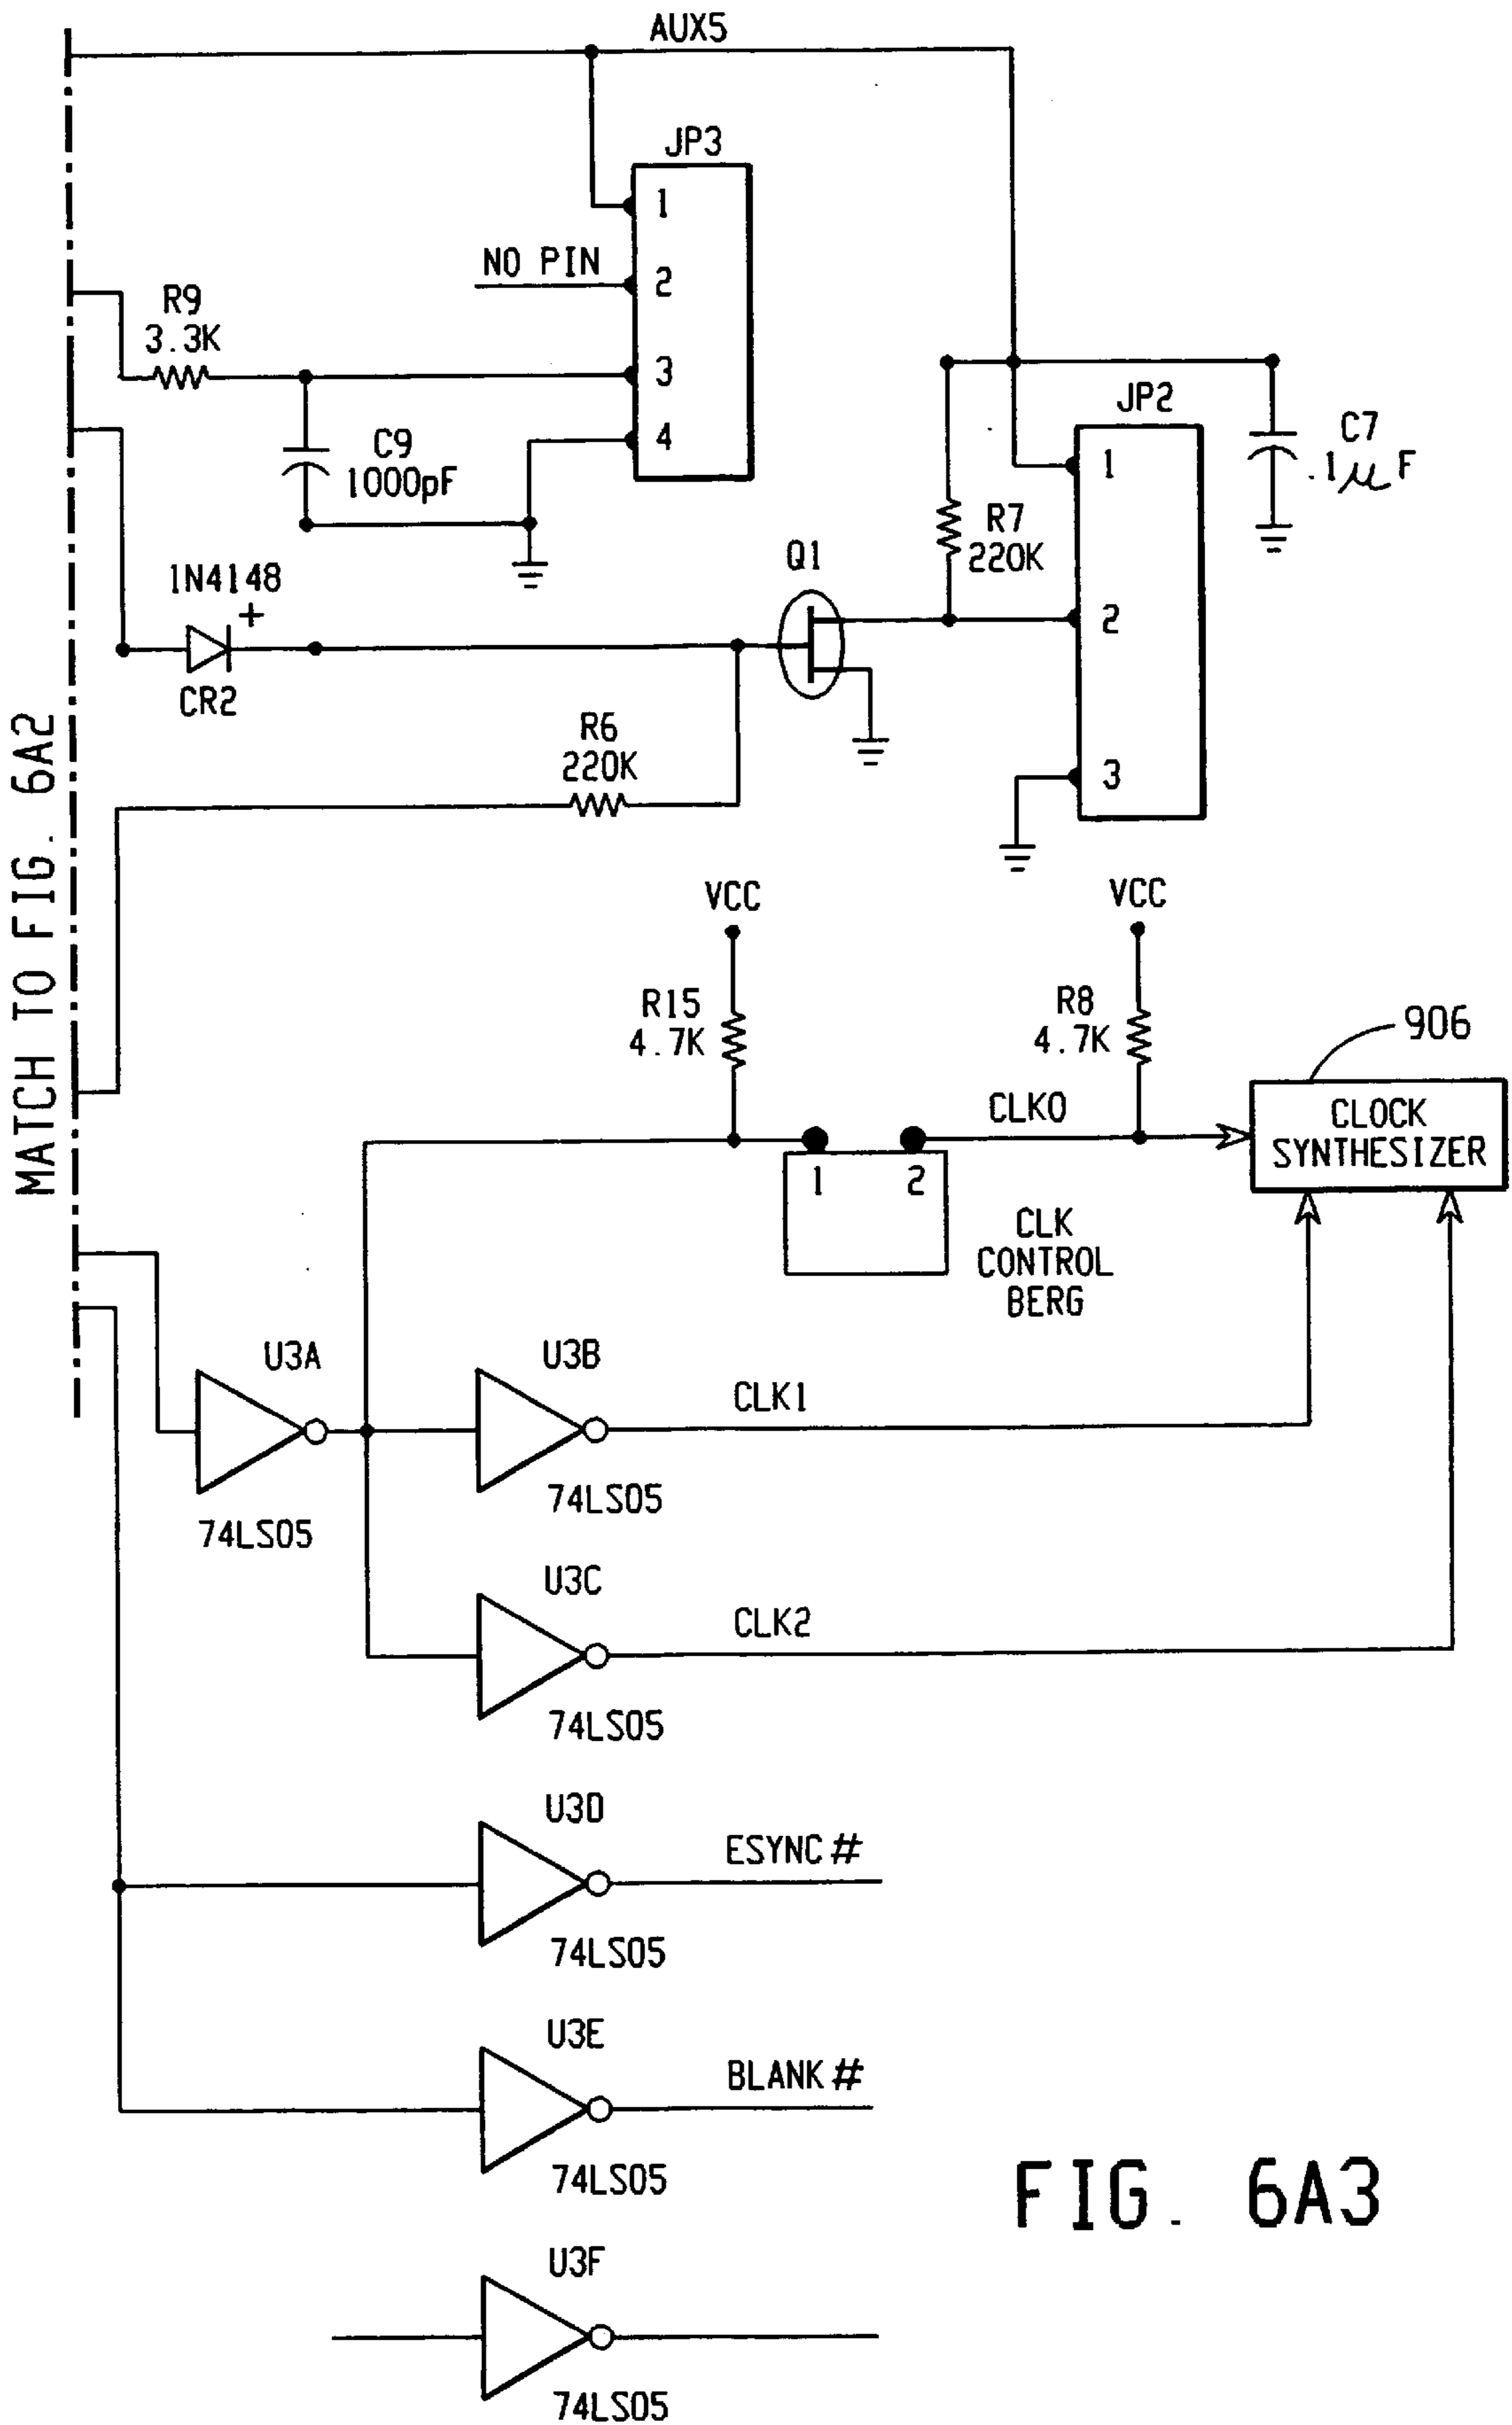 AUX5
JP3
1
NO PIN
2
R9
3.3K
3
4
C9
1000pF
JP2
1
C7
.1μF
R7
220K
Q1
2
1N4148
+
CR2
R6
220K
3
MATCH TO FIG. 6A2
VCC
VCC
R15
4.7K
R8
4.7K
906
CLK0
CLOCK
SYNTHESIZER
1 2
CLK
CONTROL
BERG
U3A
U3B
CLK1
74LS05
74LS05
U3C
CLK2
74LS05
U3D
ESYNC#
74LS05
U3E
BLANK#
74LS05
FIG. 6A3
U3F
74LS05